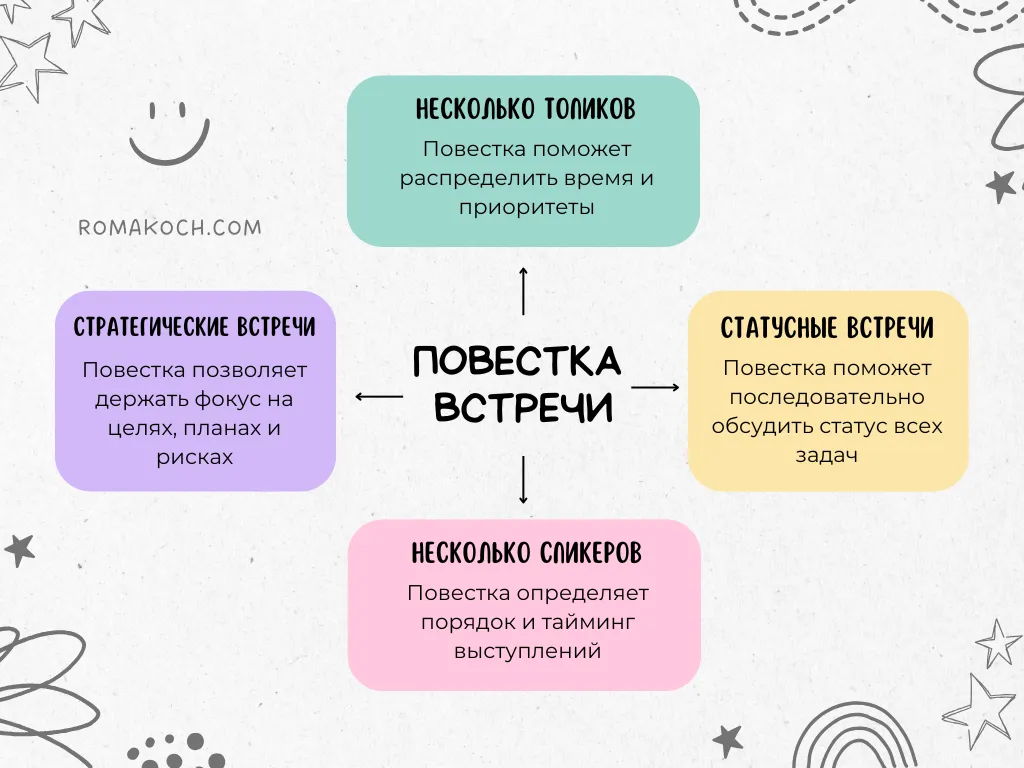 НЕСКОЛЬКО ТОПИКОВ
Повестка поможет
распределить время и
приоритеты
ROMAKOCH.COM
СТРАТЕГИЧЕСКИЕ ВСТРЕЧИ
Повестка позволяет
держать фокус на
целях, планах и
рисках
ПОВЕСТКА
ВСТРЕЧИ
СТАТУСНЫЕ ВСТРЕЧИ
Повестка поможет
последовательно
обсудить статус всех
задач
НЕСКОЛЬКО СПИКЕРОВ
Повестка определяет
порядок и тайминг
выступлений